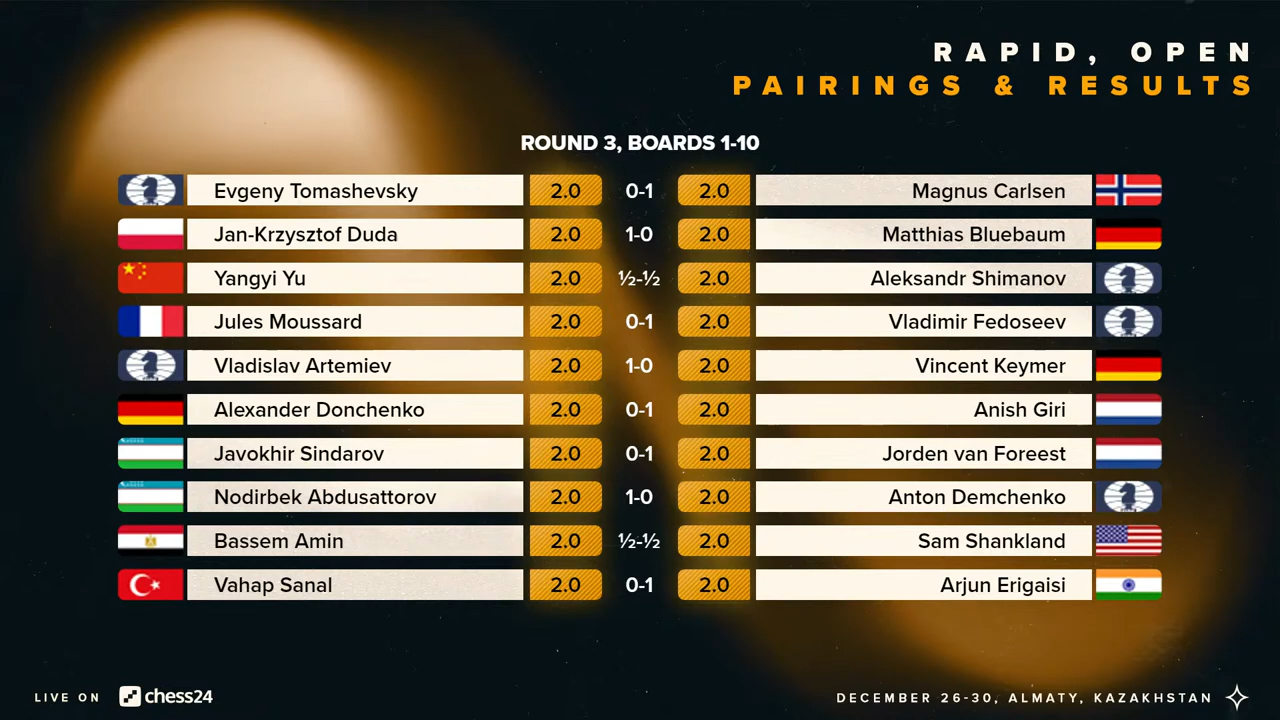 RAPID, OPEN
PAIRINGS & RESULTS
ROUND 3, BOARDS 1-10
Evgeny Tomashevsky 2.0 0-1 2.0 Magnus Carlsen
Jan-Krzysztof Duda 2.0 1-0 2.0 Matthias Bluebaum
Yangyi Yu 2.0 ½-½ 2.0 Aleksandr Shimanov
Jules Moussard 2.0 0-1 2.0 Vladimir Fedoseev
Vladislav Artemiev 2.0 1-0 2.0 Vincent Keymer
Alexander Donchenko 2.0 0-1 2.0 Anish Giri
Javokhir Sindarov 2.0 0-1 2.0 Jorden van Foreest
Nodirbek Abdusattorov 2.0 1-0 2.0 Anton Demchenko
Bassem Amin 2.0 ½-½ 2.0 Sam Shankland
Vahap Sanal 2.0 0-1 2.0 Arjun Erigaisi
LIVE ON chess24 DECEMBER 26-30, ALMATY, KAZAKHSTAN